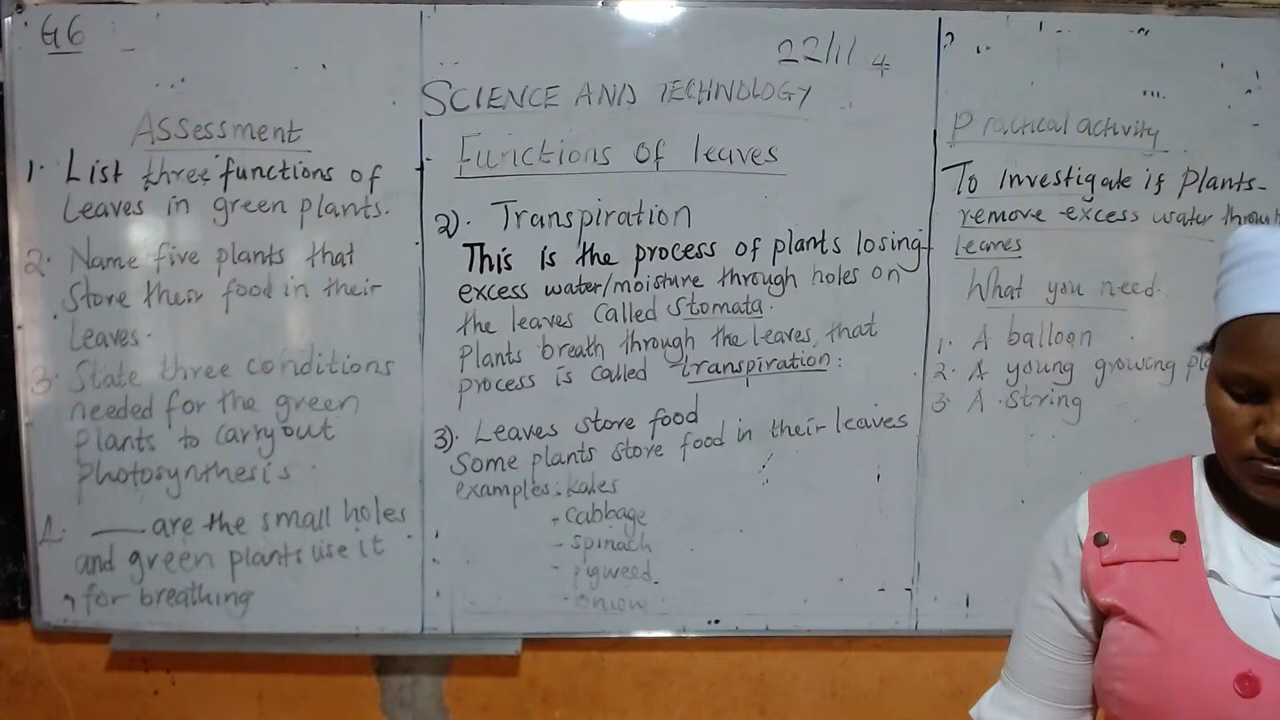 G6
Assessment
1. List three functions of
Leaves in green plants.
2. Name five plants that
Store their food in their
Leaves.
3. State three conditions
needed for the green
plants to carry out
photosynthesis.
___ are the small holes
and green plants use it
for breathing
22/11
SCIENCE AND TECHNOLOGY
Functions of leaves
2). Transpiration
This is the process of plants losing
excess water/moisture through holes on
the leaves called stomata.
Plants breath through the leaves, that
process is called transpiration:
3). Leaves store food
Some plants store food in their leaves
examples: kales
- cabbage
- spinach
- pigweed
- onion
Practical activity
To investigate if plants
remove excess water
leaves
What you need.
1. A balloon
2. A young growing
3. A string